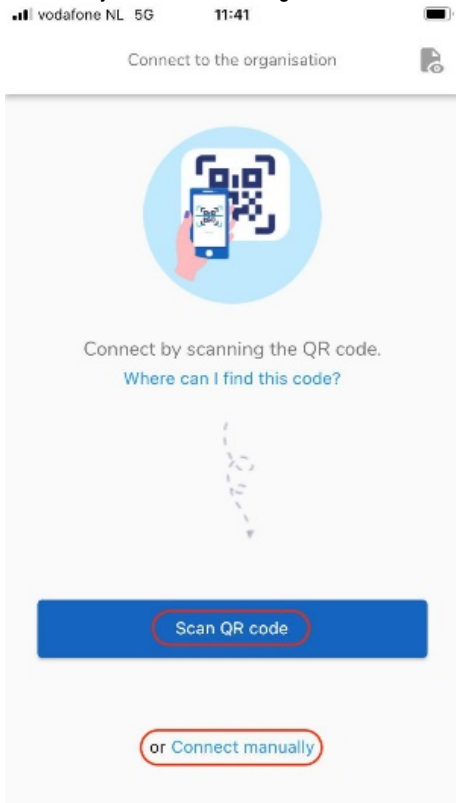 vodafone NL 5G 11:41
Connect to the organisation
Connect by scanning the QR code.
Where can I find this code?
Scan QR code
or Connect manually